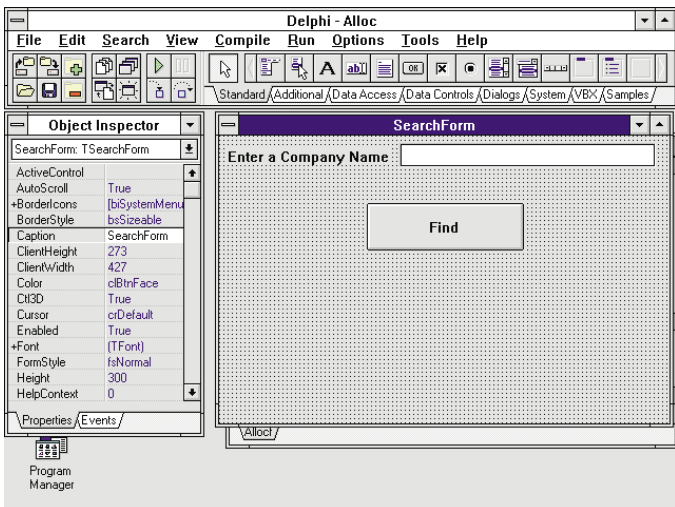 Delphi - Alloc
File Edit Search View Compile Run Options Tools Help
A ab OK
Standard Additional Data Access Data Controls Dialogs System VBX Samples
Object Inspector
SearchForm: TSearchForm
ActiveControl
AutoScroll True
+BorderIcons [biSystemMenu
BorderStyle bsSizeable
Caption SearchForm
ClientHeight 273
ClientWidth 427
Color clBtnFace
Ctl3D True
Cursor crDefault
Enabled True
+Font (TFont)
FormStyle fsNormal
Height 300
HelpContext 0
Properties Events
SearchForm
Enter a Company Name
Find
Allocf
Program
Manager